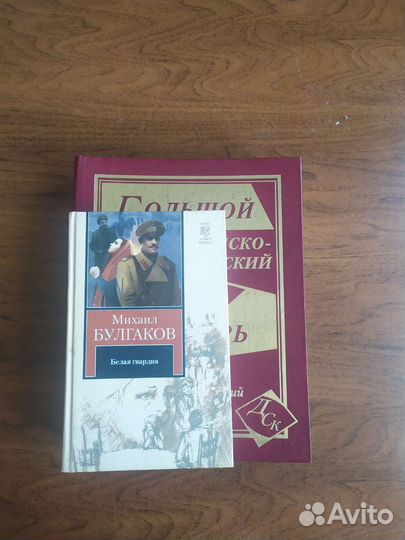 Большой
ско-
ский
рь
ий
ДСК
Михаил
БУЛГАКОВ
Белая гвардия
Avito